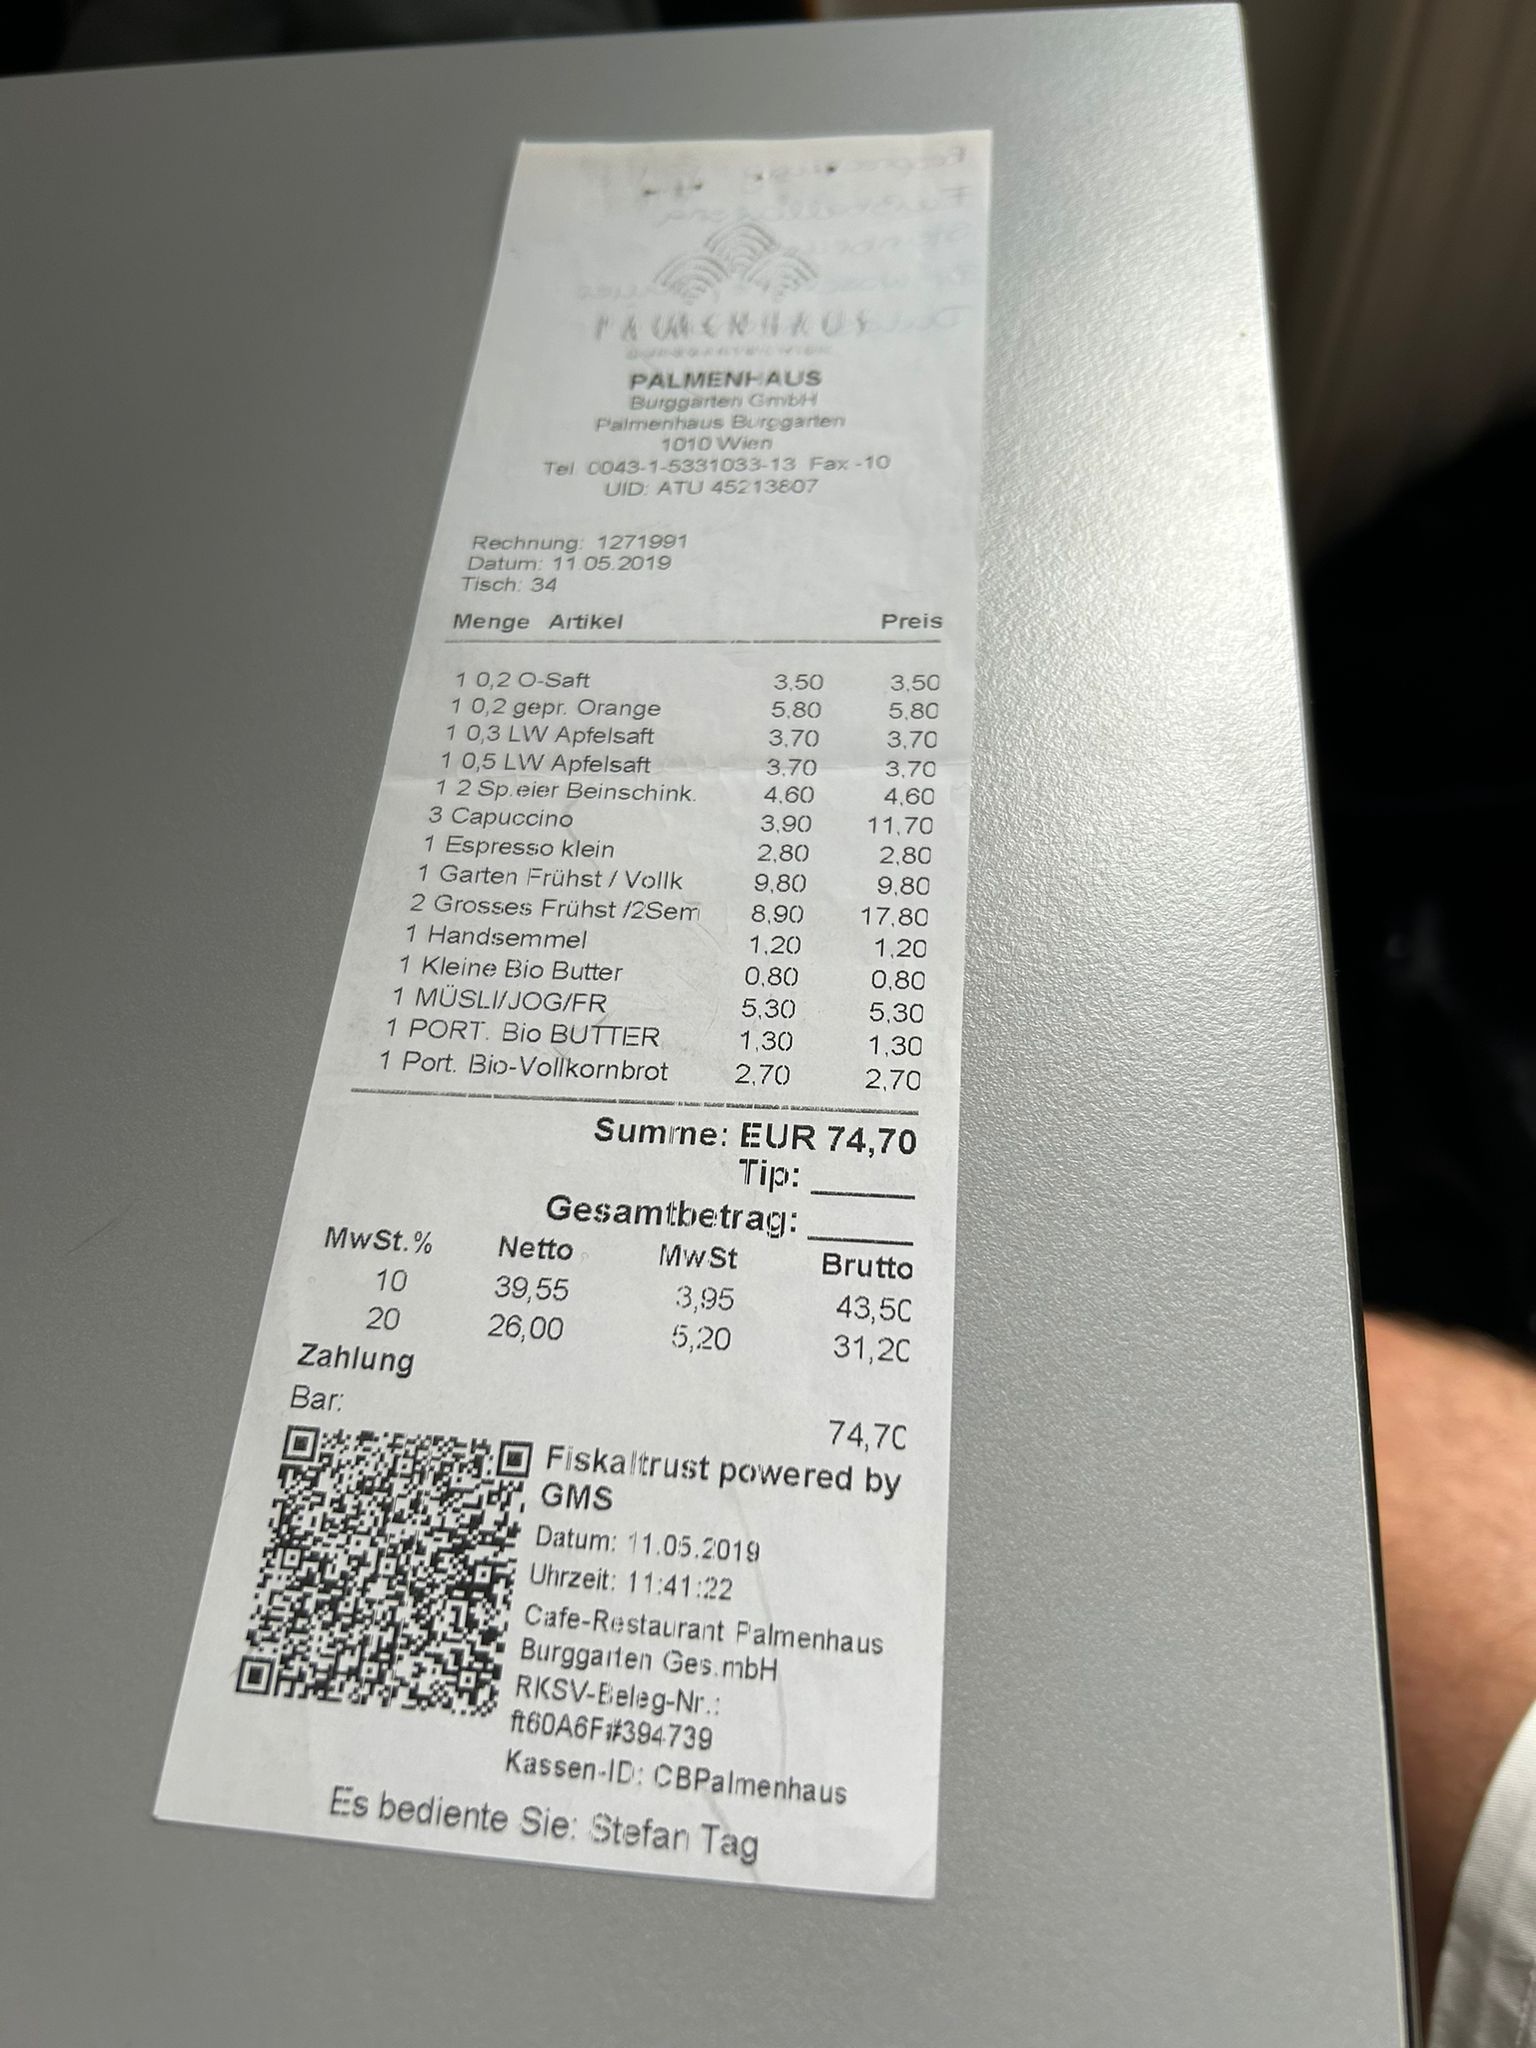 PALMENHAUS
PALMENHAUS
Burggarten GmbH
Palmenhaus Burggarten
1010 Wien
Tel. 0043-1-5331033-13 Fax -10
UID: ATU 45213807
Rechnung: 1271991
Datum: 11.05.2019
Tisch: 34
Menge Artikel Preis
1 0,2 O-Saft 3,50 3,50
1 0,2 gepr. Orange 5,80 5,80
1 0,3 LW Apfelsaft 3,70 3,70
1 0,5 LW Apfelsaft 3,70 3,70
1 2 Sp.eier Beinschink. 4,60 4,60
3 Capuccino 3,90 11,70
1 Espresso klein 2,80 2,80
1 Garten Frühst / Vollk 9,80 9,80
2 Grosses Frühst /2Sem 8,90 17,80
1 Handsemmel 1,20 1,20
1 Kleine Bio Butter 0,80 0,80
1 MÜSLI/JOG/FR 5,30 5,30
1 PORT. Bio BUTTER 1,30 1,30
1 Port. Bio-Vollkornbrot 2,70 2,70
Summe: EUR 74,70
Tip:
Gesamtbetrag:
MwSt.% Netto MwSt Brutto
10 39,55 3,95 43,50
20 26,00 5,20 31,20
Zahlung
Bar: 74,70
Fiskaltrust powered by
GMS
Datum: 11.05.2019
Uhrzeit: 11:41:22
Cafe-Restaurant Palmenhaus
Burggarten Ges.mbH
RKSV-Beleg-Nr.:
ft60A6F#394739
Kassen-ID: CBPalmenhaus
Es bediente Sie: Stefan Tag